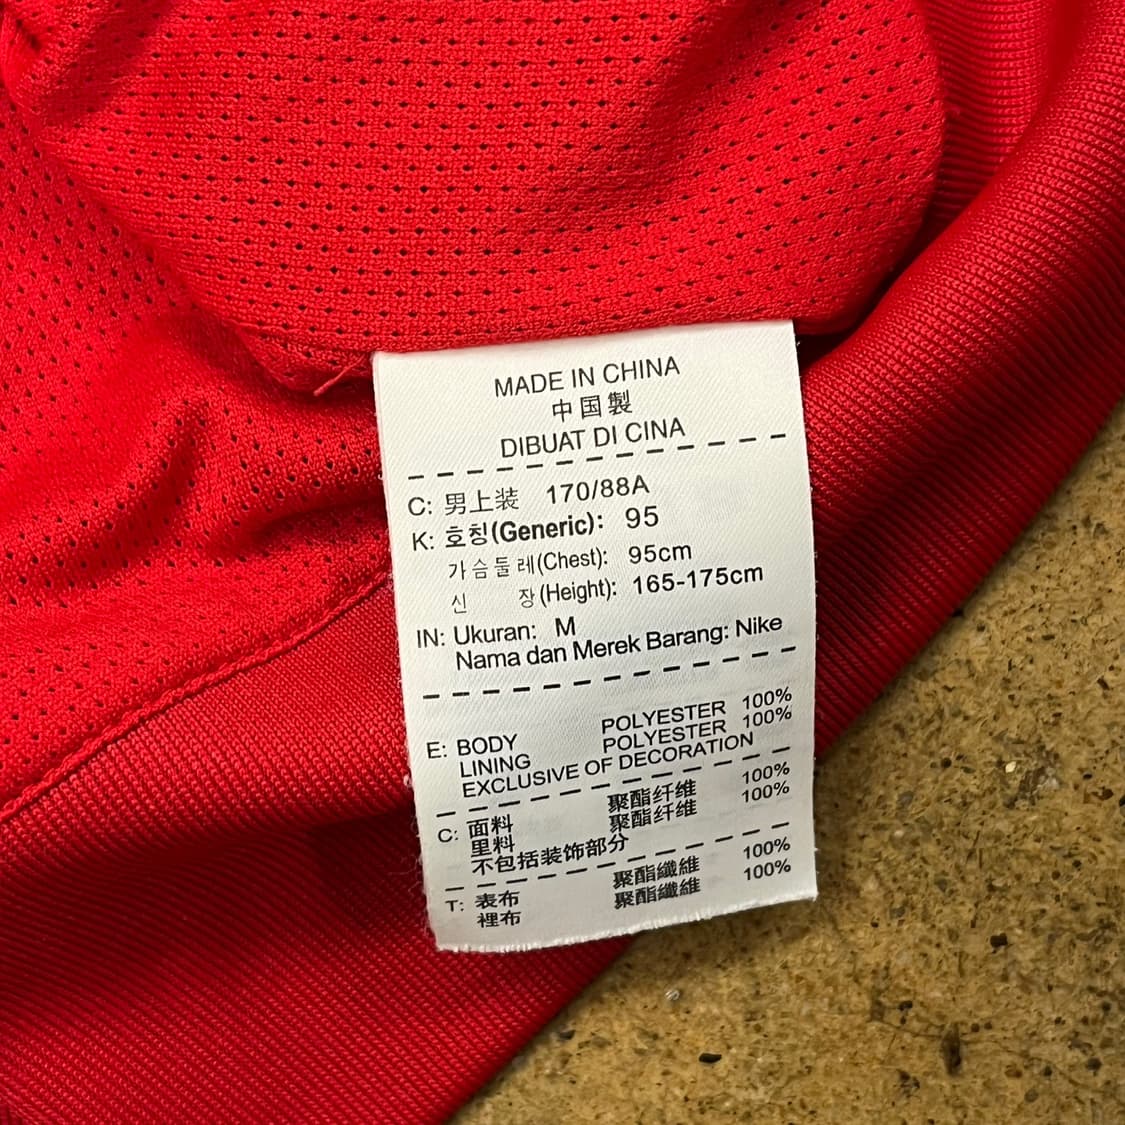 MADE IN CHINA
中国製
DIBUAT DI CINA
C: 男上装 170/88A
K: 호칭(Generic): 95
가슴둘레(Chest): 95cm
신 장(Height): 165-175cm
IN: Ukuran: M
Nama dan Merek Barang: Nike
E: BODY POLYESTER 100%
LINING POLYESTER 100%
EXCLUSIVE OF DECORATION
C: 面料 聚酯纤维 100%
里料 聚酯纤维 100%
不包括装饰部分
T: 表布 聚酯纖維 100%
裡布 聚酯纖維 100%